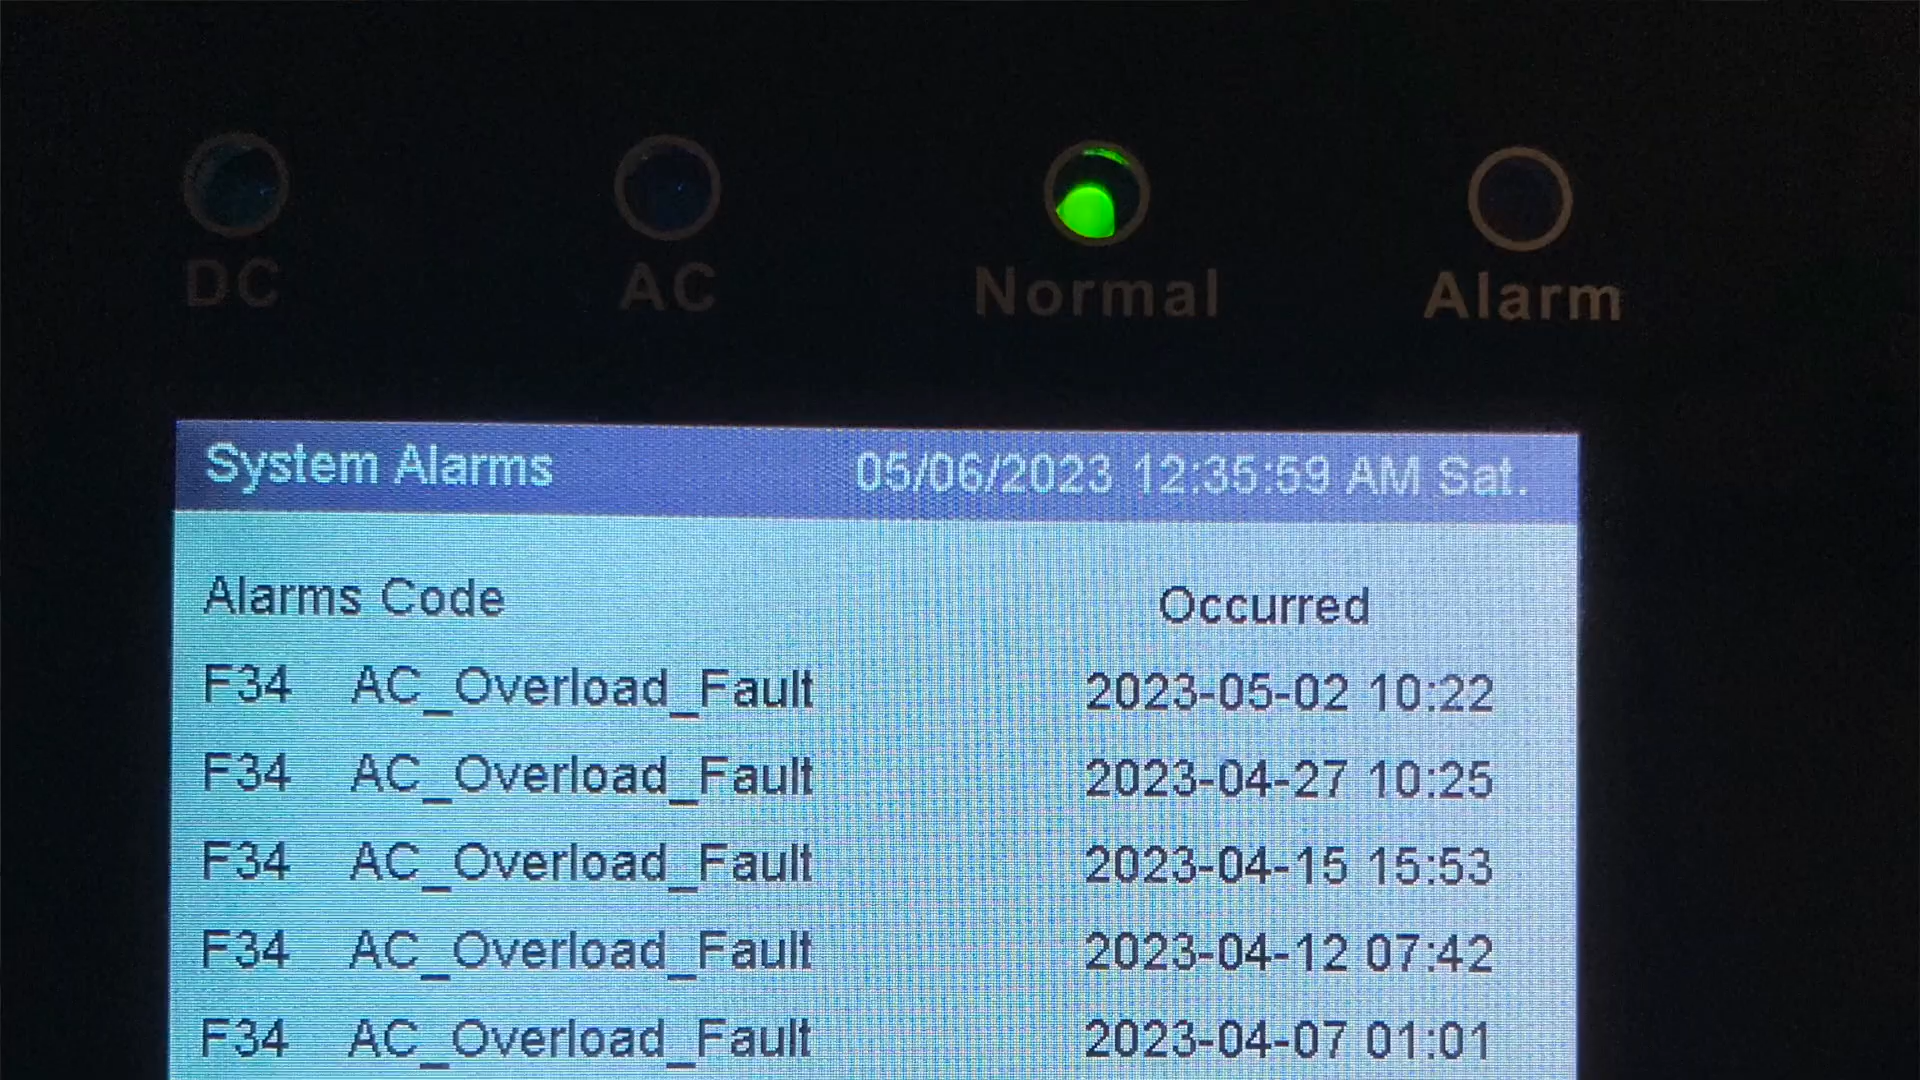 DC AC Normal Alarm
System Alarms 05/06/2023 12:35:59 AM Sat.
Alarms Code Occurred
F34 AC_Overload_Fault 2023-05-02 10:22
F34 AC_Overload_Fault 2023-04-27 10:25
F34 AC_Overload_Fault 2023-04-15 15:53
F34 AC_Overload_Fault 2023-04-12 07:42
F34 AC_Overload_Fault 2023-04-07 01:01